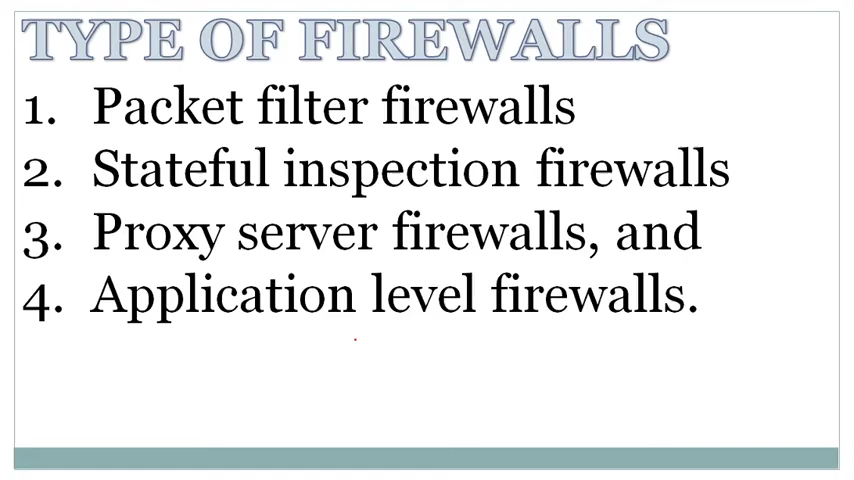 TYPE OF FIREWALLS
1. Packet filter firewalls
2. Stateful inspection firewalls
3. Proxy server firewalls, and
4. Application level firewalls.